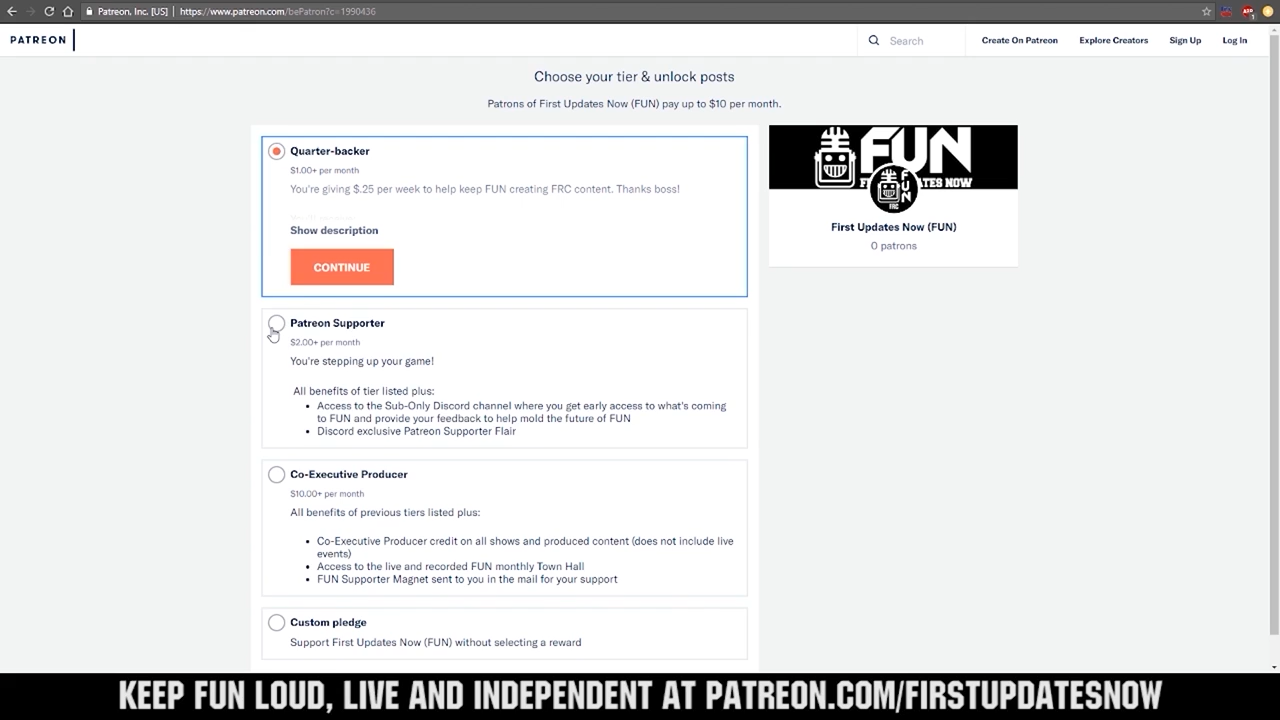 Patreon, Inc. [US] | https://www.patreon.com/bePatron?c=1990436
PATREON
Search
Create On Patreon
Explore Creators
Sign Up
Log In
Choose your tier & unlock posts
Patrons of First Updates Now (FUN) pay up to $10 per month.
Quarter-backer
$1.00+ per month
You're giving $.25 per week to help keep FUN creating FRC content. Thanks boss!
Show description
CONTINUE
FUN
FUN
FRC
First Updates Now (FUN)
0 patrons
Patreon Supporter
$2.00+ per month
You're stepping up your game!
All benefits of tier listed plus:
• Access to the Sub-Only Discord channel where you get early access to what's coming
to FUN and provide your feedback to help mold the future of FUN
• Discord exclusive Patreon Supporter Flair
Co-Executive Producer
$10.00+ per month
All benefits of previous tiers listed plus:
• Co-Executive Producer credit on all shows and produced content (does not include live
events)
• Access to the live and recorded FUN monthly Town Hall
• FUN Supporter Magnet sent to you in the mail for your support
Custom pledge
Support First Updates Now (FUN) without selecting a reward
KEEP FUN LOUD, LIVE AND INDEPENDENT AT PATREON.COM/FIRSTUPDATESNOW